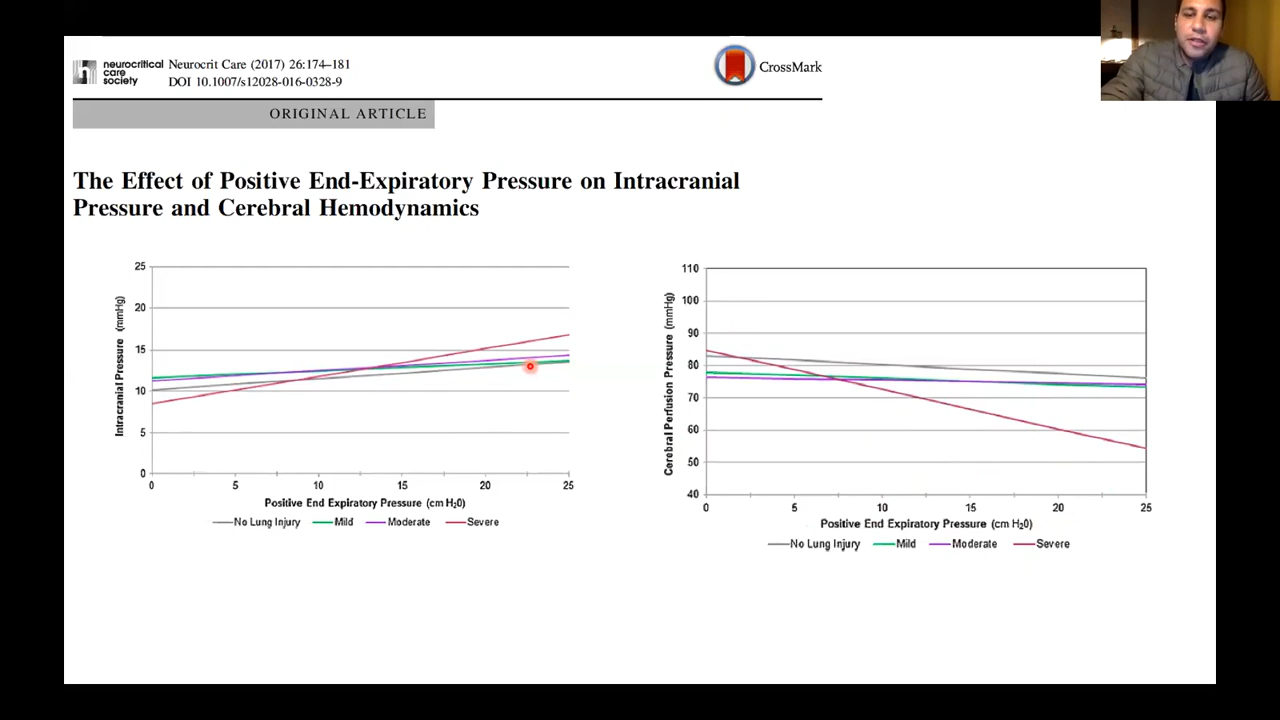 neurocritical
care
society
Neurocrit Care (2017) 26:174–181
DOI 10.1007/s12028-016-0328-9
CrossMark
ORIGINAL ARTICLE
The Effect of Positive End-Expiratory Pressure on Intracranial
Pressure and Cerebral Hemodynamics
Intracranial Pressure (mmHg)
25
20
15
10
5
0
0 5 10 15 20 25
Positive End Expiratory Pressure (cm H20)
No Lung Injury Mild Moderate Severe
Cerebral Perfusion Pressure (mmHg)
110
100
90
80
70
60
50
40
0 5 10 15 20 25
Positive End Expiratory Pressure (cm H20)
No Lung Injury Mild Moderate Severe